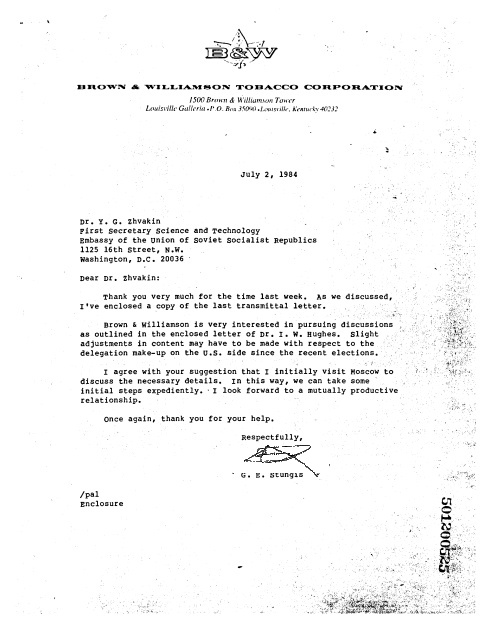 B&W
BROWN & WILLIAMSON TOBACCO CORPORATION
1500 Brown & Williamson Tower
Louisville Galleria • P.O. Box 35090 • Louisville, Kentucky 40232
July 2, 1984
Dr. Y. G. Zhvakin
First Secretary Science and Technology
Embassy of the Union of Soviet Socialist Republics
1125 16th Street, N.W.
Washington, D.C. 20036
Dear Dr. Zhvakin:
Thank you very much for the time last week. As we discussed,
I've enclosed a copy of the last transmittal letter.
Brown & Williamson is very interested in pursuing discussions
as outlined in the enclosed letter of Dr. I. W. Hughes. Slight
adjustments in content may have to be made with respect to the
delegation make-up on the U.S. side since the recent elections.
I agree with your suggestion that I initially visit Moscow to
discuss the necessary details. In this way, we can take some
initial steps expediently. I look forward to a mutually productive
relationship.
Once again, thank you for your help.
Respectfully,
G. E. Stungis
/pal
Enclosure
501200525